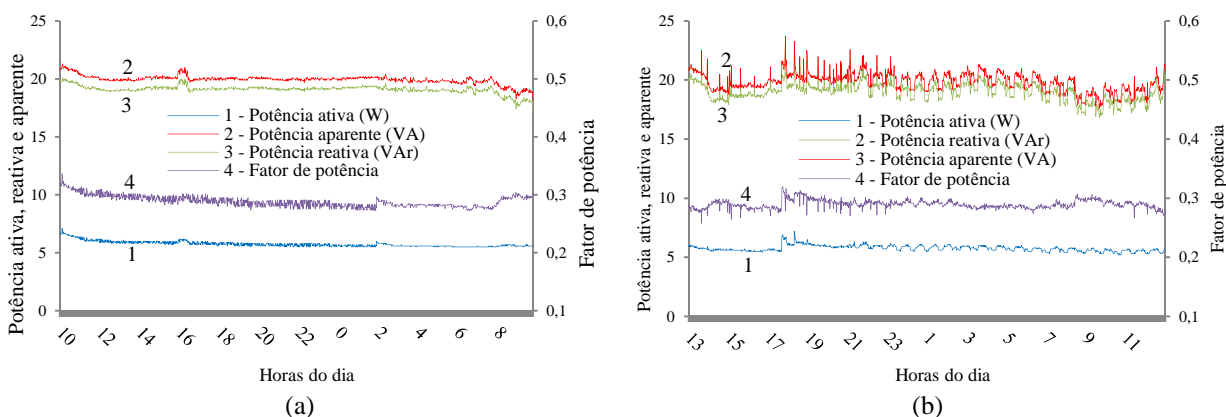 Potência ativa, reativa e aparente
25
20
15
10
5
0
0,6
0,5
0,4
0,3
0,2
0,1
Fator de potência
2
3
1 - Potência ativa (W)
2 - Potência aparente (VA)
3 - Potência reativa (VAr)
4 - Fator de potência
4
1
10 12 14 16 18 20 22 0 2 4 6 8
Horas do dia
(a)
Potência ativa, reativa e aparente
25
20
15
10
5
0
0,6
0,5
0,4
0,3
0,2
0,1
Fator de potência
2
3
1 - Potência ativa (W)
2 - Potência reativa (VAr)
3 - Potência aparente (VA)
4 - Fator de potência
4
1
13 15 17 19 21 23 1 3 5 7 9 11
Horas do dia
(b)